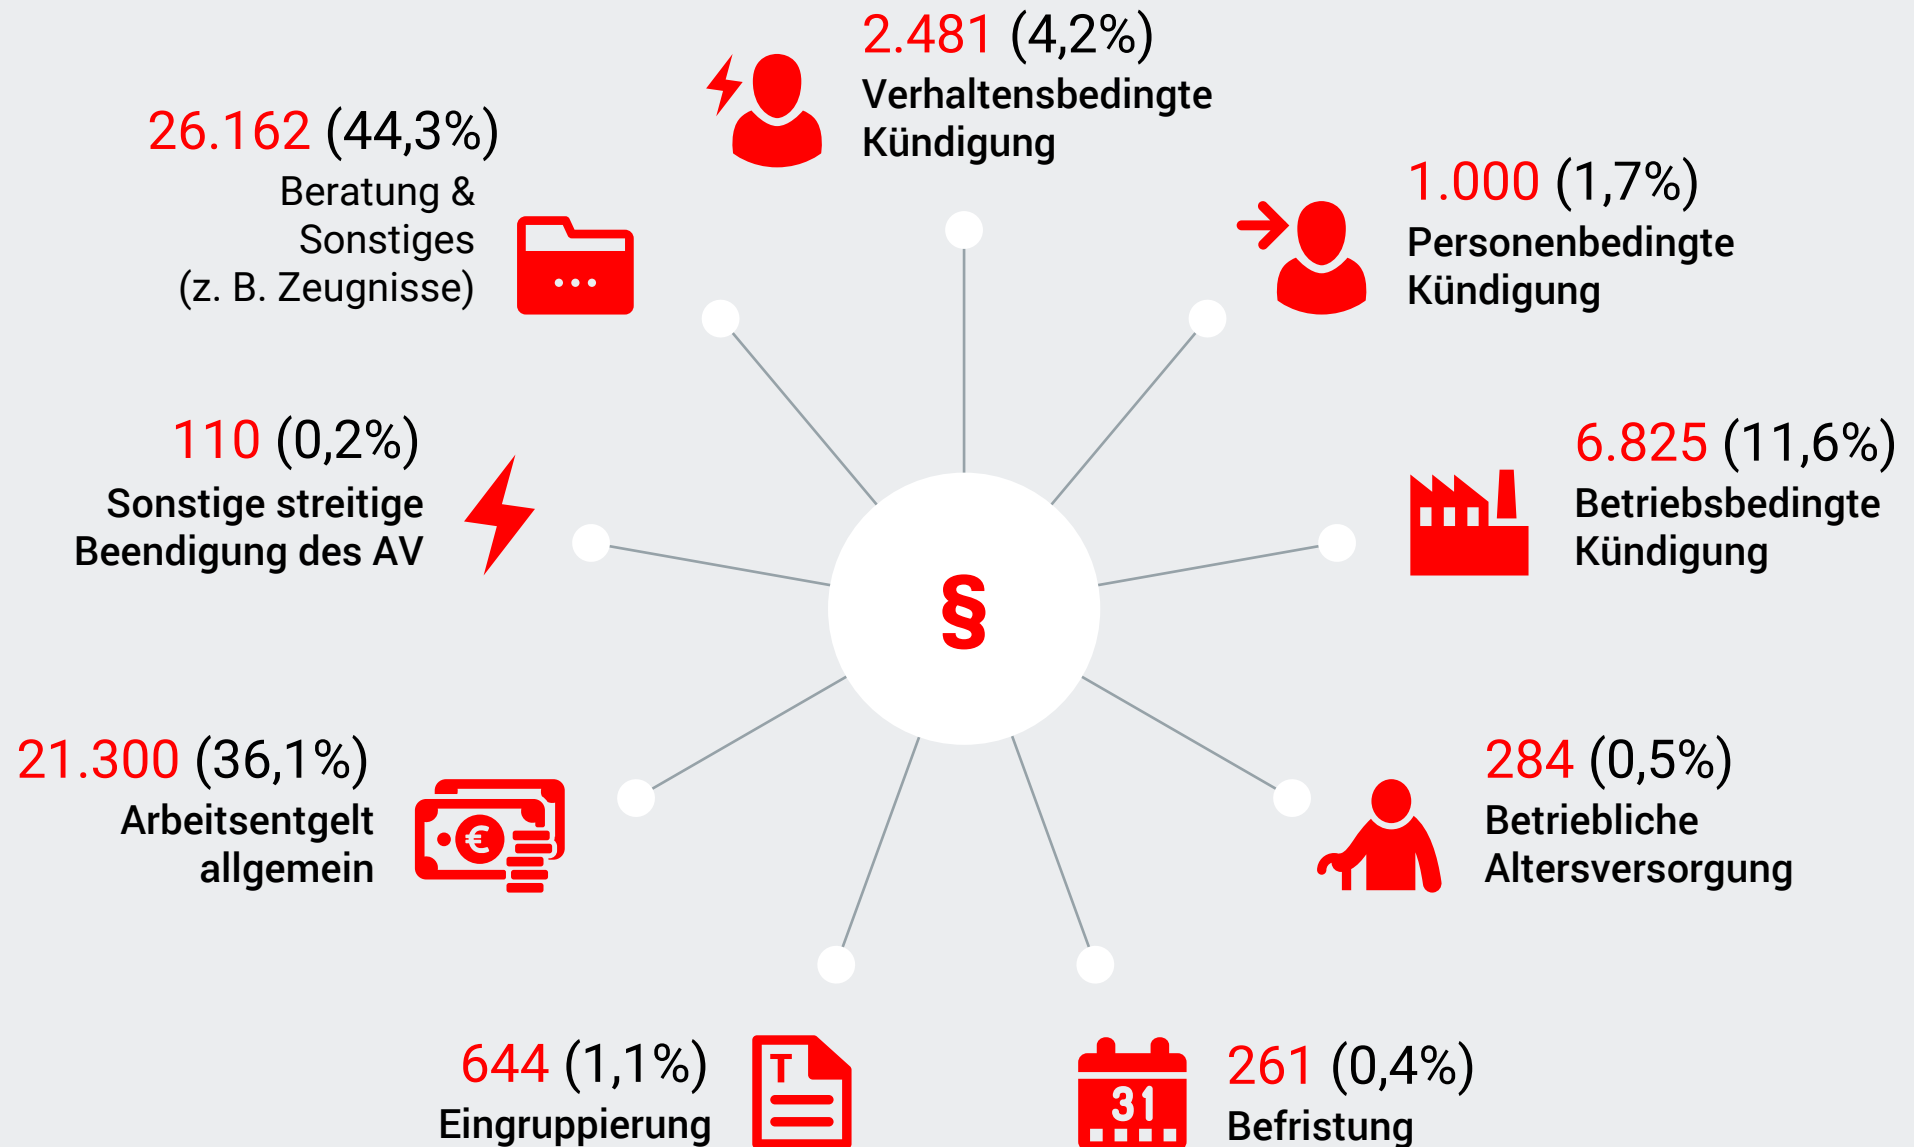 2.481 (4,2%)
Verhaltensbedingte
Kündigung
26.162 (44,3%)
Beratung &
Sonstiges
(z. B. Zeugnisse)
1.000 (1,7%)
Personenbedingte
Kündigung
110 (0,2%)
Sonstige streitige
Beendigung des AV
6.825 (11,6%)
Betriebsbedingte
Kündigung
§
21.300 (36,1%)
Arbeitsentgelt
allgemein
€
284 (0,5%)
Betriebliche
Altersversorgung
644 (1,1%)
Eingruppierung
T
31
261 (0,4%)
Befristung